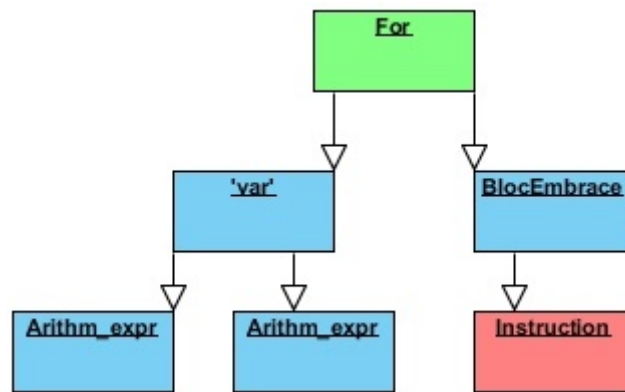 For
'var'
BlocEmbrace
Arithm_expr
Arithm_expr
Instruction